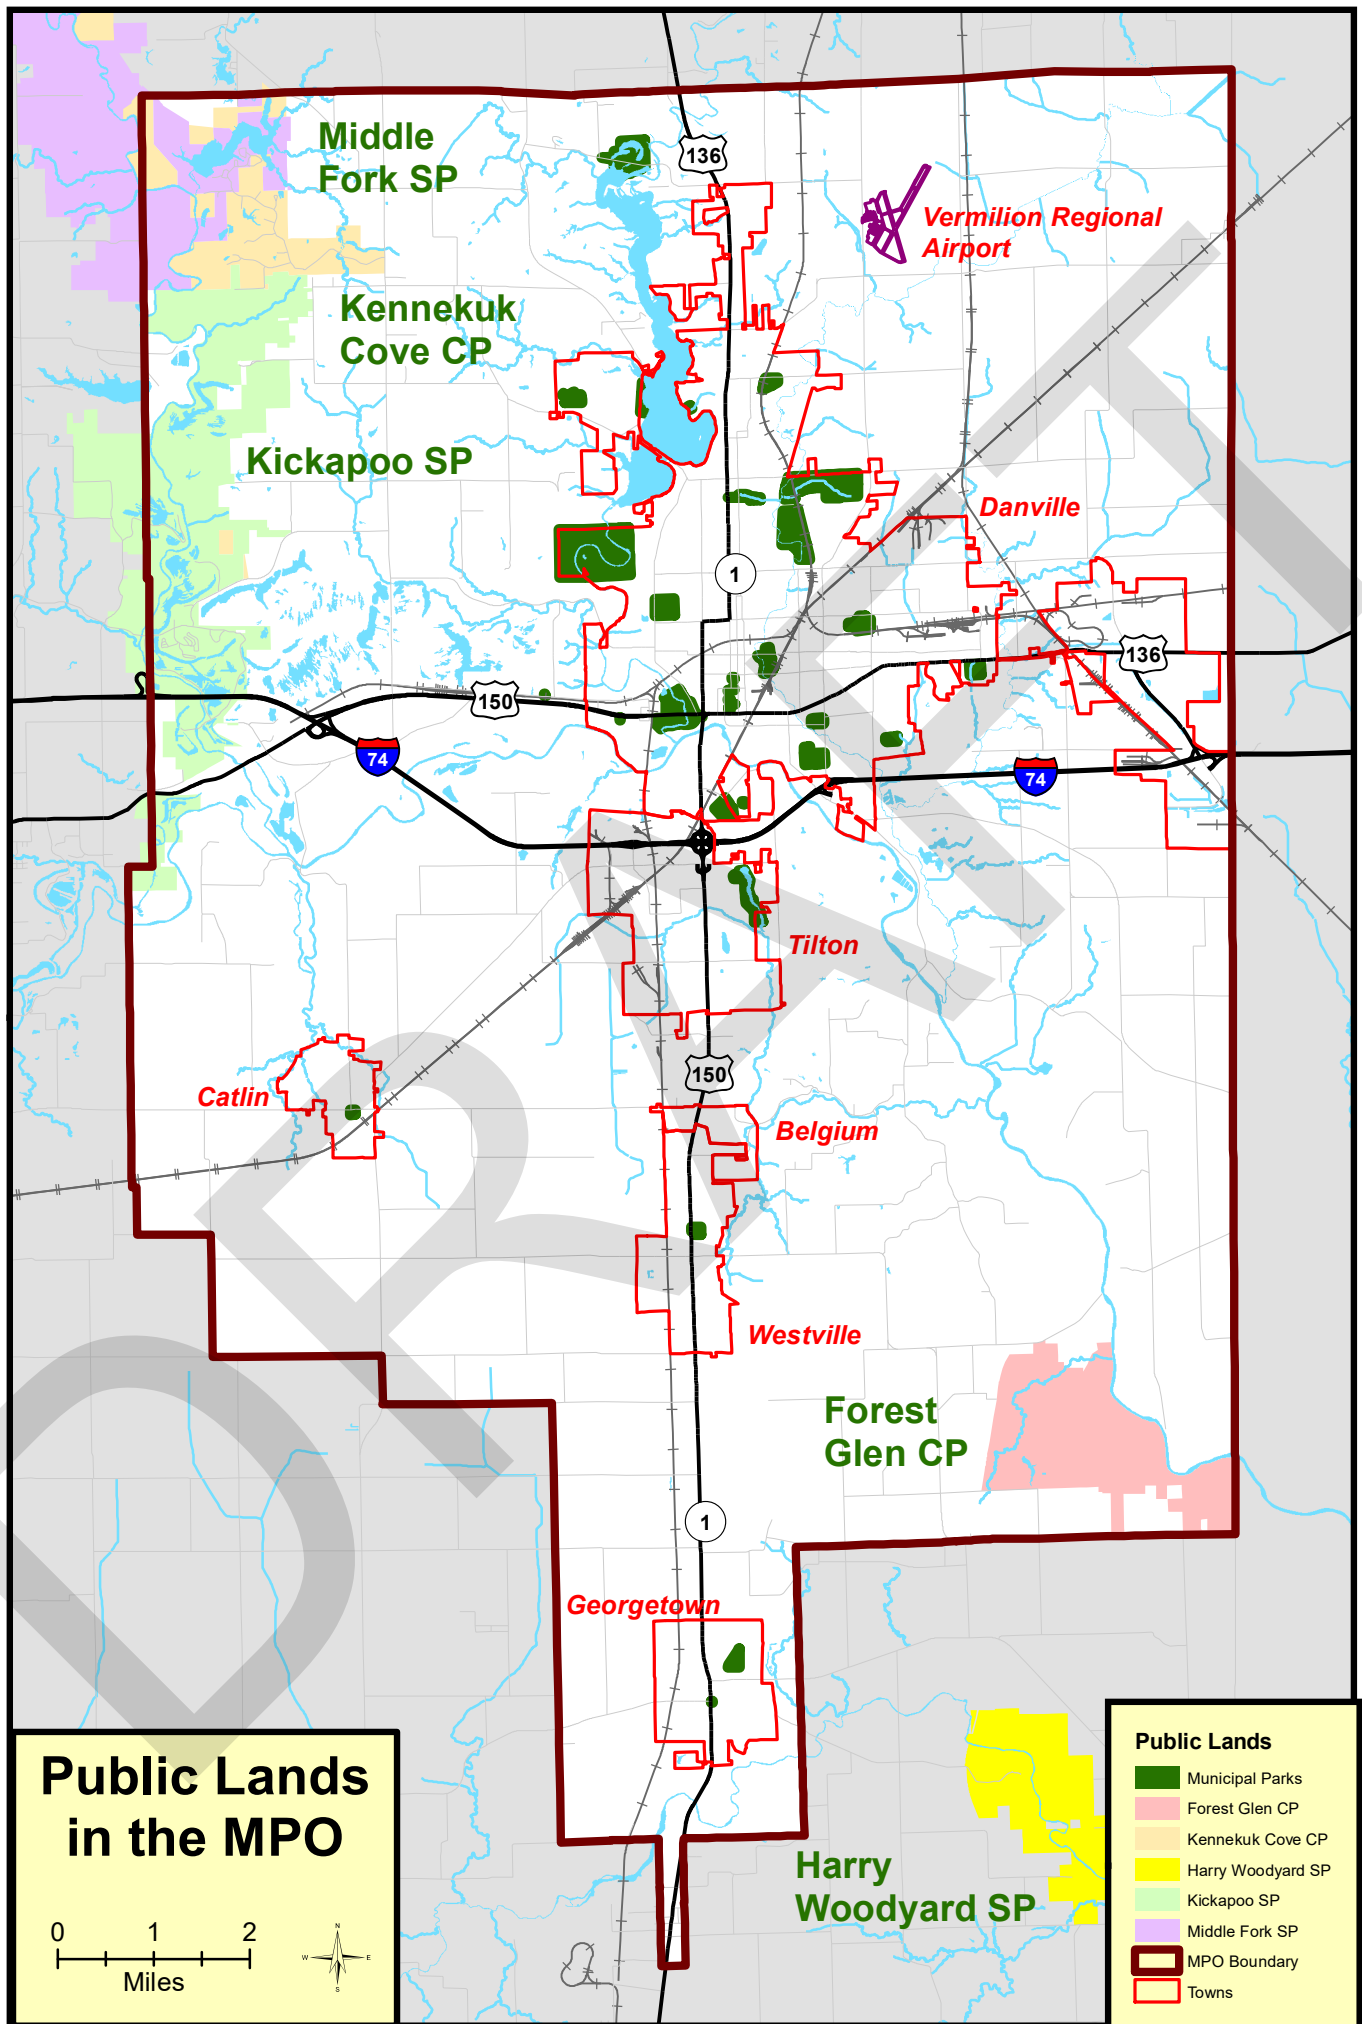 Middle
Fork SP
136
Vermilion Regional
Airport
Kennekuk
Cove CP
Kickapoo SP
Danville
1
136
150
74
74
Tilton
150
Catlin
Belgium
Westville
Forest
Glen CP
1
Georgetown
Harry
Woodyard SP
DRAFT
Public Lands
in the MPO
0 1 2
Miles
N
W E
S
Public Lands
Municipal Parks
Forest Glen CP
Kennekuk Cove CP
Harry Woodyard SP
Kickapoo SP
Middle Fork SP
MPO Boundary
Towns